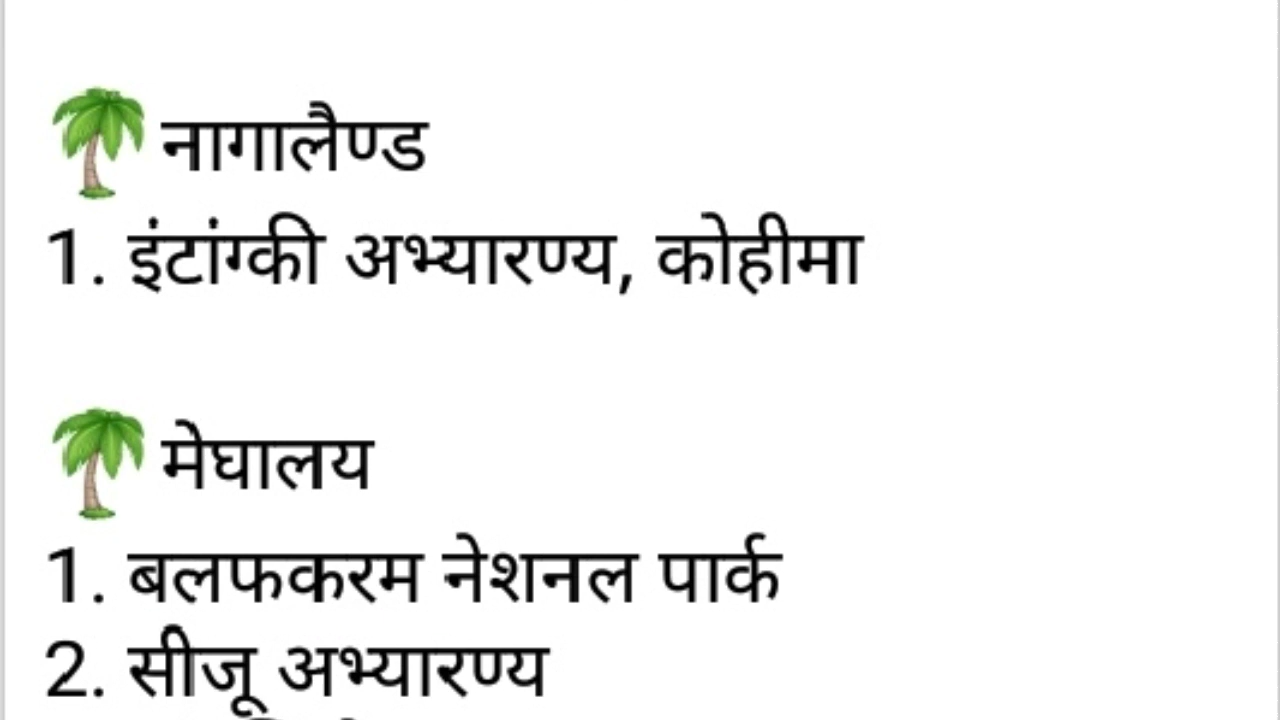 🌴नागालैण्ड
1. इंटांग्की अभ्यारण्य, कोहीमा
🌴मेघालय
1. बलफकरम नेशनल पार्क
2. सीजू अभ्यारण्य